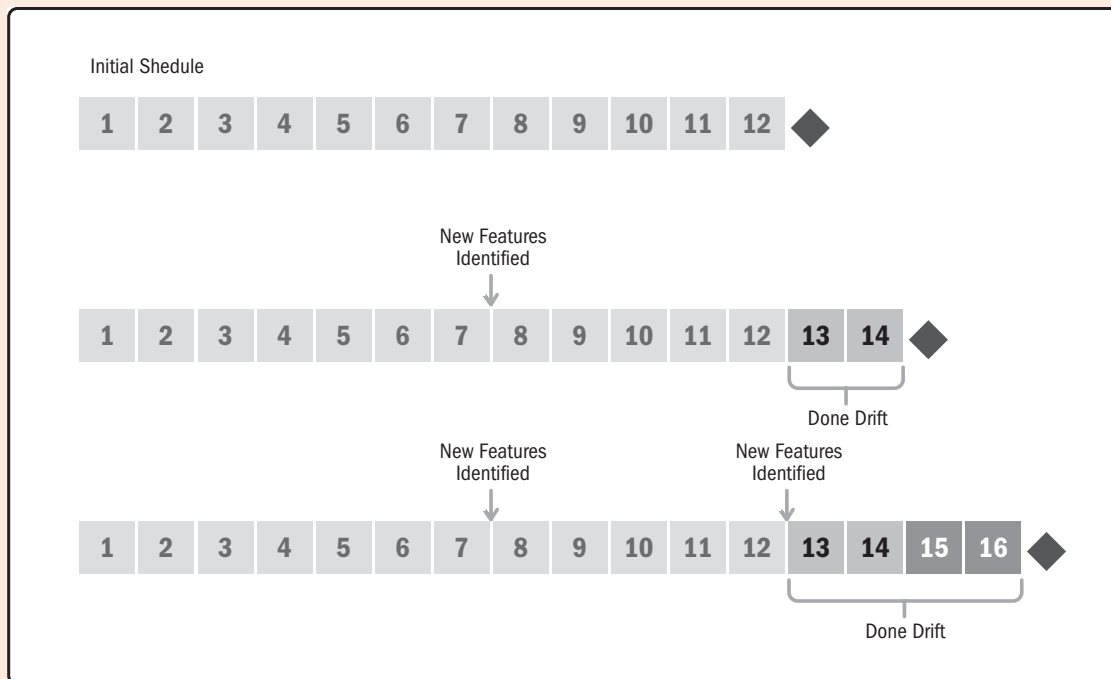 Initial Shedule
1 2 3 4 5 6 7 8 9 10 11 12
New Features
Identified
1 2 3 4 5 6 7 8 9 10 11 12 13 14
Done Drift
New Features
Identified
New Features
Identified
1 2 3 4 5 6 7 8 9 10 11 12 13 14 15 16
Done Drift